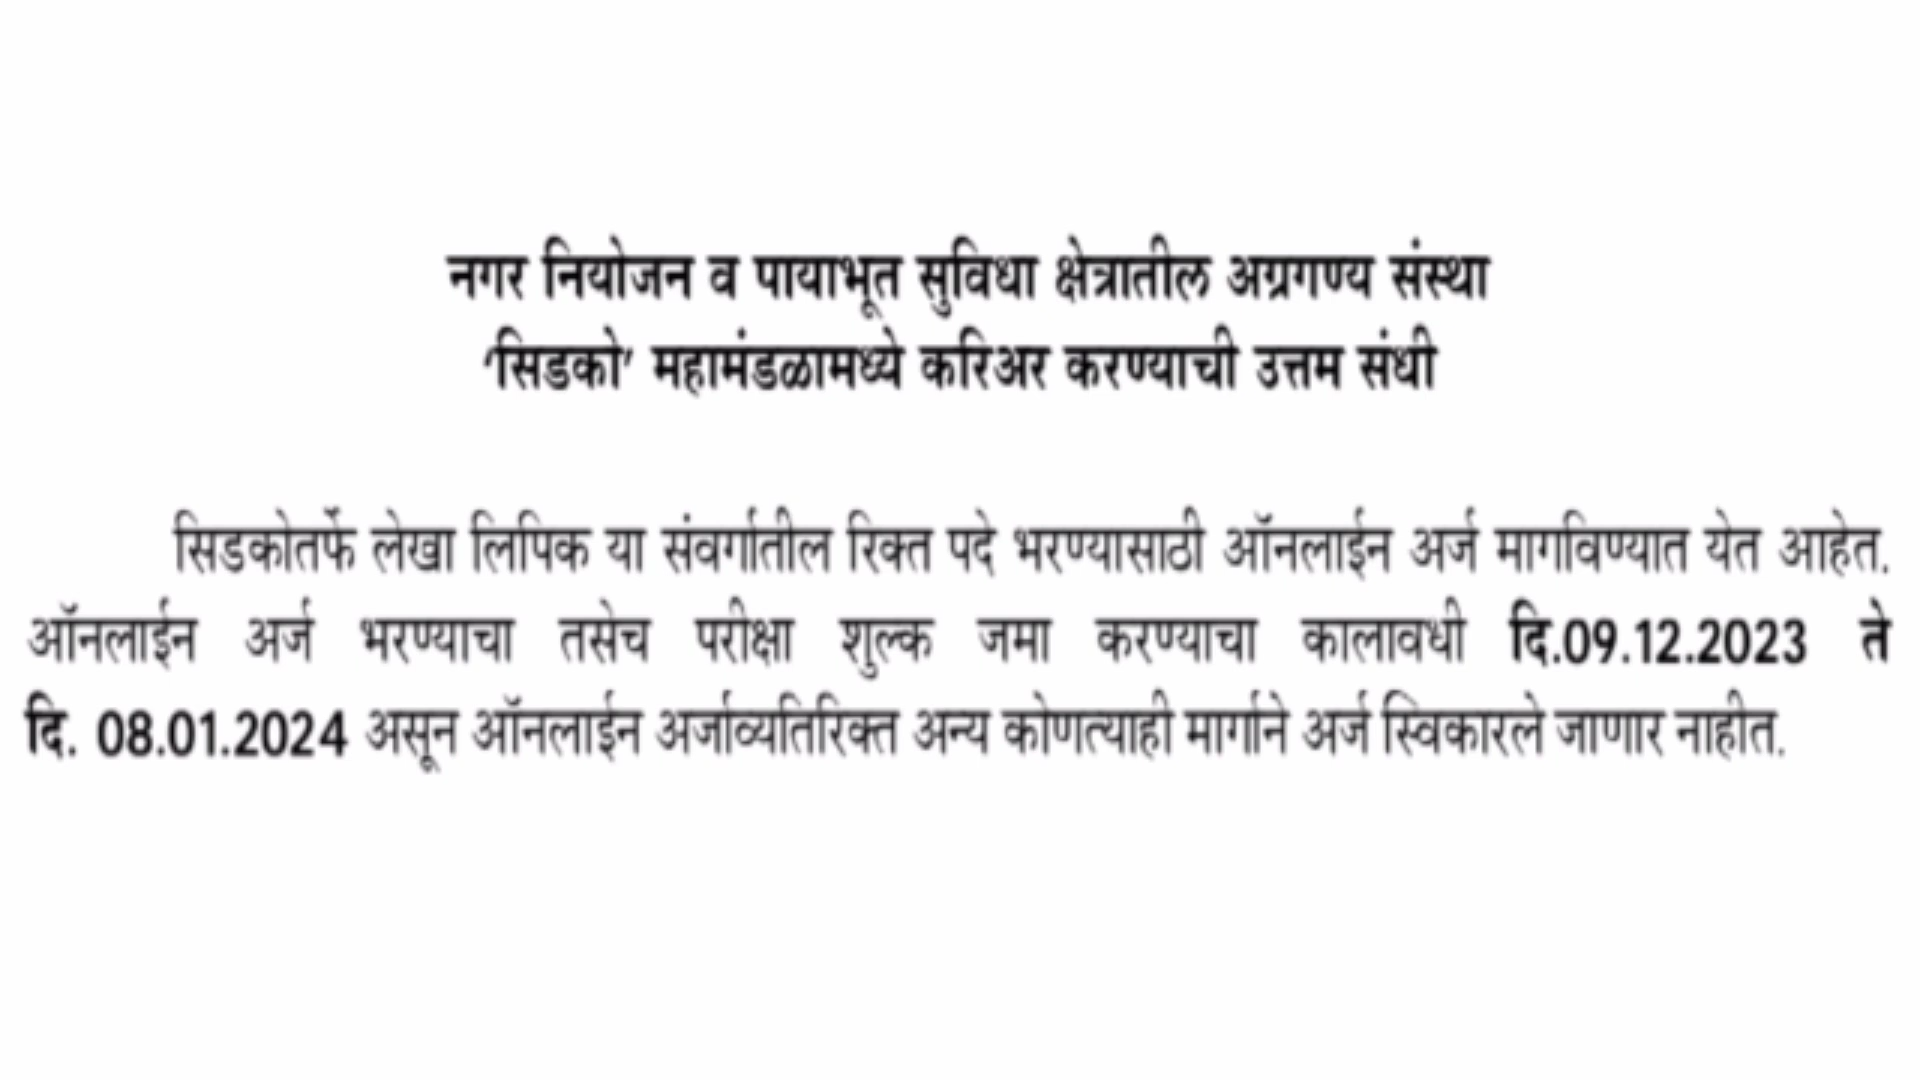 नगर नियोजन व पायाभूत सुविधा क्षेत्रातील अग्रगण्य संस्था
‘सिडको’ महामंडळामध्ये करिअर करण्याची उत्तम संधी
सिडकोतर्फे लेखा लिपिक या संवर्गातील रिक्त पदे भरण्यासाठी ऑनलाईन अर्ज मागविण्यात येत आहेत.
ऑनलाईन अर्ज भरण्याचा तसेच परीक्षा शुल्क जमा करण्याचा कालावधी दि.09.12.2023 ते
दि. 08.01.2024 असून ऑनलाईन अर्जाव्यतिरिक्त अन्य कोणत्याही मार्गाने अर्ज स्विकारले जाणार नाहीत.